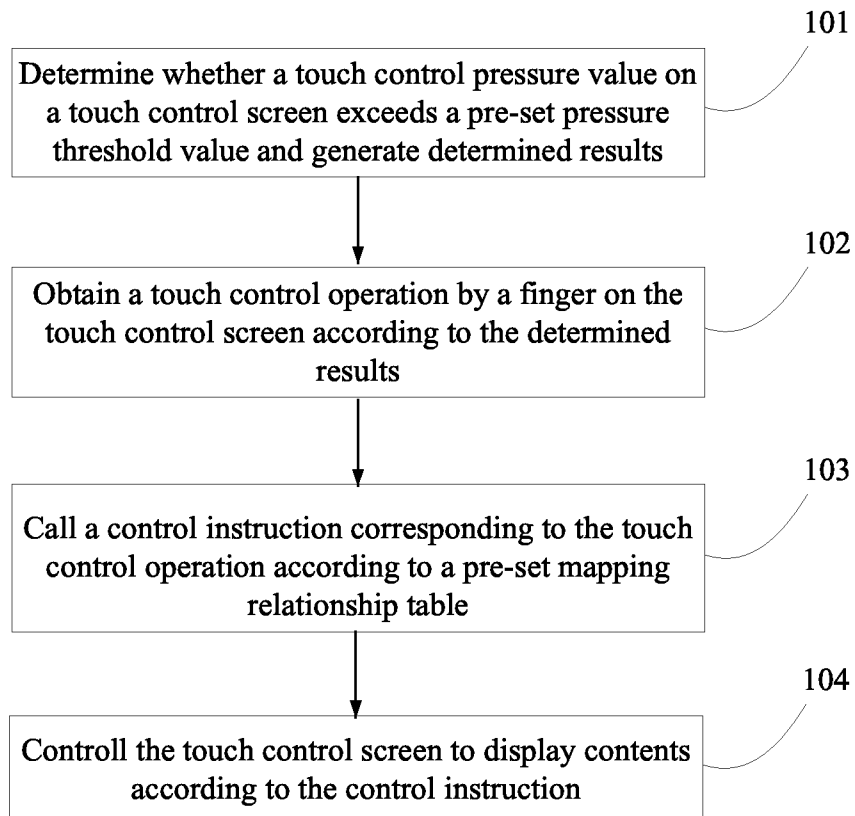 101
Determine whether a touch control pressure value on
a touch control screen exceeds a pre-set pressure
threshold value and generate determined results
102
Obtain a touch control operation by a finger on the
touch control screen according to the determined
results
103
Call a control instruction corresponding to the touch
control operation according to a pre-set mapping
relationship table
104
Controll the touch control screen to display contents
according to the control instruction